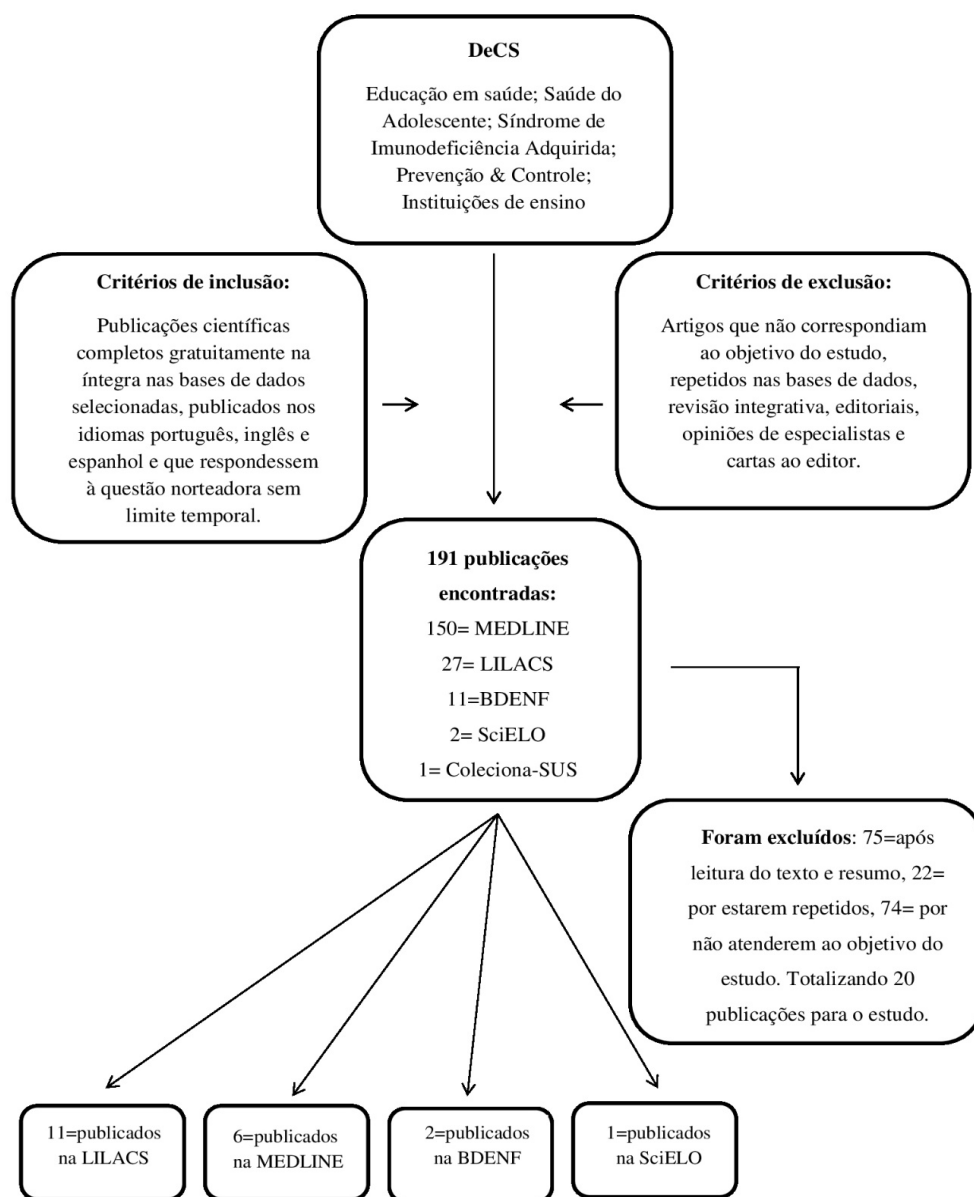 DeCS
Educação em saúde; Saúde do
Adolescente; Síndrome de
Imunodeficiência Adquirida;
Prevenção & Controle;
Instituições de ensino
Critérios de inclusão:
Publicações científicas
completos gratuitamente na
íntegra nas bases de dados
selecionadas, publicados nos
idiomas português, inglês e
espanhol e que respondessem
à questão norteadora sem
limite temporal.
Critérios de exclusão:
Artigos que não correspondiam
ao objetivo do estudo,
repetidos nas bases de dados,
revisão integrativa, editoriais,
opiniões de especialistas e
cartas ao editor.
191 publicações
encontradas:
150= MEDLINE
27= LILACS
11=BDENF
2= SciELO
1= Coleciona-SUS
Foram excluídos: 75=após
leitura do texto e resumo, 22=
por estarem repetidos, 74= por
não atenderem ao objetivo do
estudo. Totalizando 20
publicações para o estudo.
11=publicados
na LILACS
6=publicados
na MEDLINE
2=publicados
na BDENF
1=publicados
na SciELO